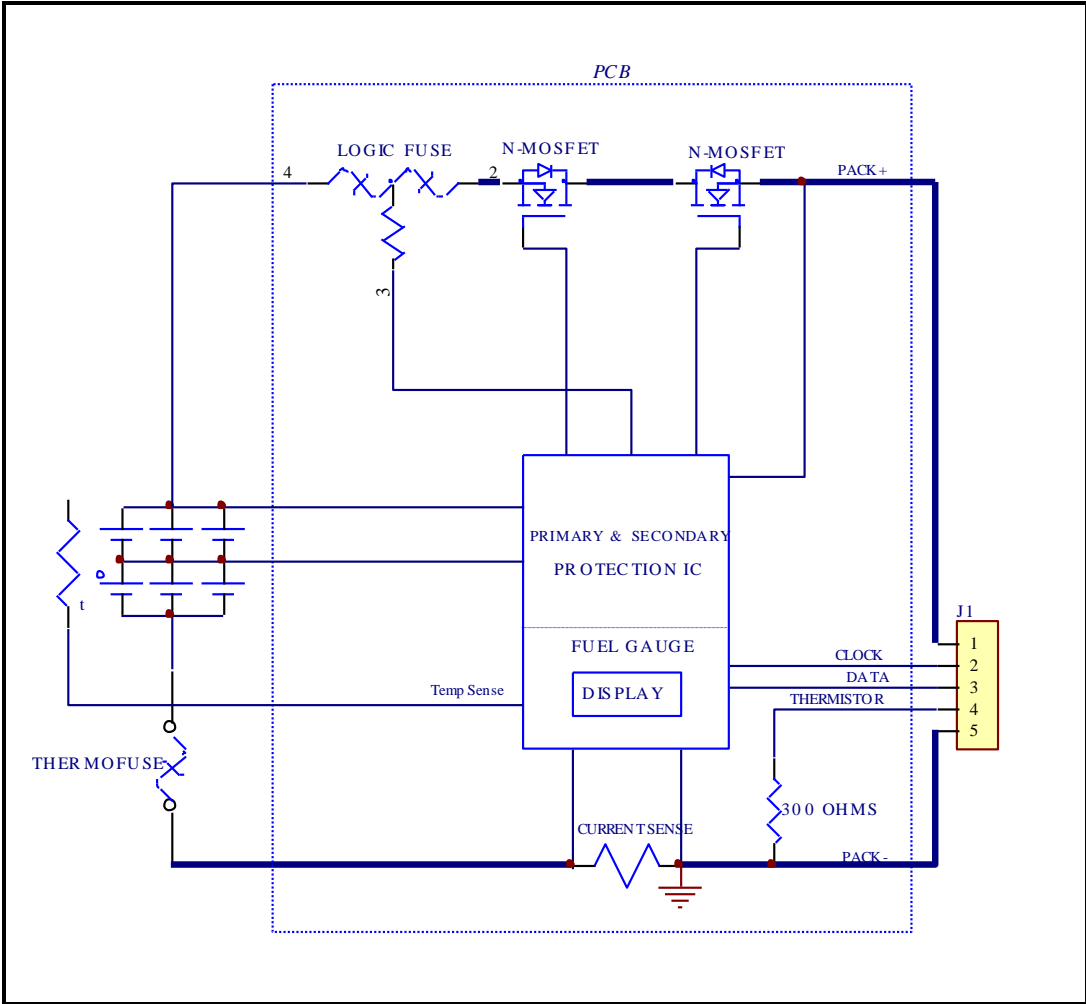 PCB
LOGIC FUSE
N-MOSFET
N-MOSFET
4
2
PACK+
3
PRIMARY & SECONDARY
PROTECTION IC
t
J1
FUEL GAUGE
1
CLOCK
2
DATA
3
DISPLAY
Temp Sense
THERMISTOR
4
5
THERMOFUSE
300 OHMS
CURRENT SENSE
PACK-